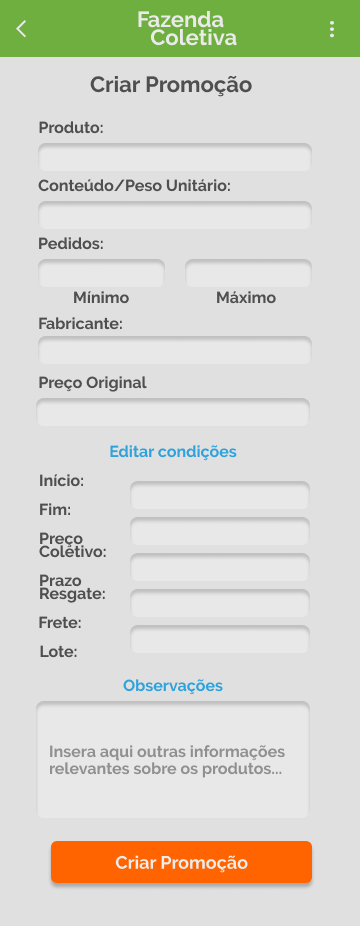 Fazenda
Coletiva
Criar Promoção
Produto:
Conteúdo/Peso Unitário:
Pedidos:
Mínimo Máximo
Fabricante:
Preço Original
Editar condições
Início:
Fim:
Preço
Coletivo:
Prazo
Resgate:
Frete:
Lote:
Observações
Insera aqui outras informações
relevantes sobre os produtos...
Criar Promoção